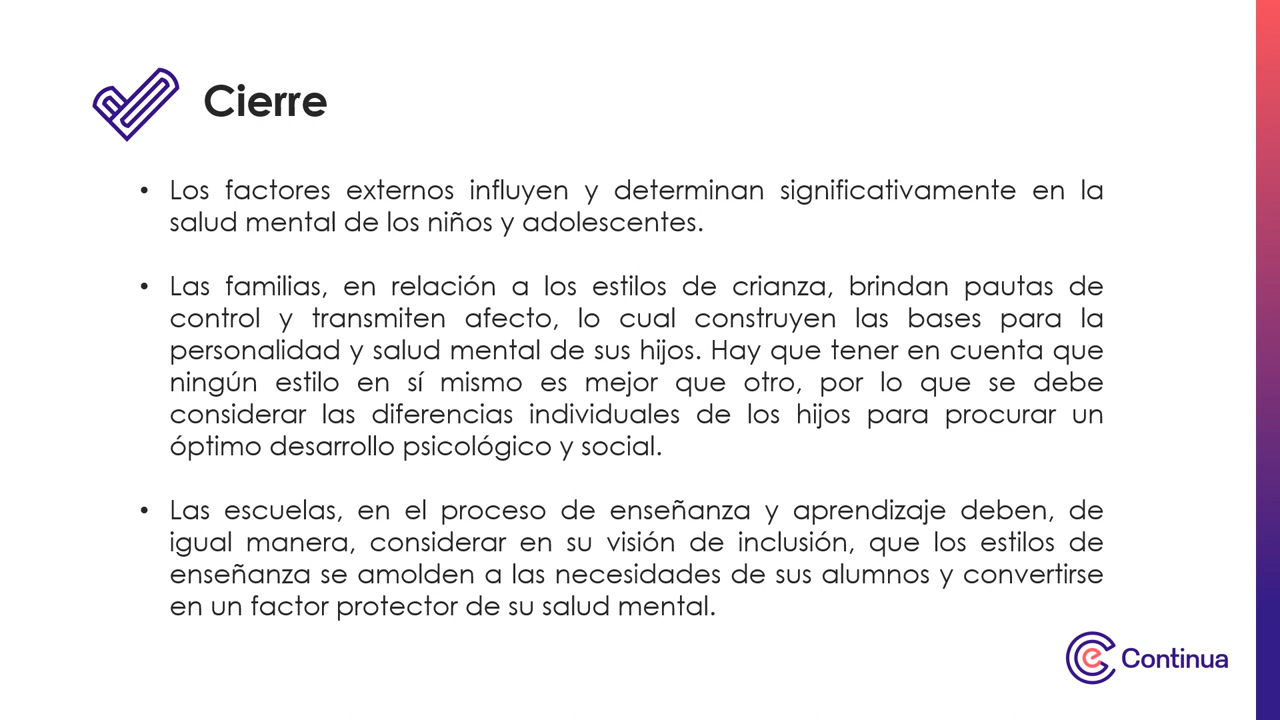 Cierre
• Los factores externos influyen y determinan significativamente en la
salud mental de los niños y adolescentes.
• Las familias, en relación a los estilos de crianza, brindan pautas de
control y transmiten afecto, lo cual construyen las bases para la
personalidad y salud mental de sus hijos. Hay que tener en cuenta que
ningún estilo en sí mismo es mejor que otro, por lo que se debe
considerar las diferencias individuales de los hijos para procurar un
óptimo desarrollo psicológico y social.
• Las escuelas, en el proceso de enseñanza y aprendizaje deben, de
igual manera, considerar en su visión de inclusión, que los estilos de
enseñanza se amolden a las necesidades de sus alumnos y convertirse
en un factor protector de su salud mental.
Continua